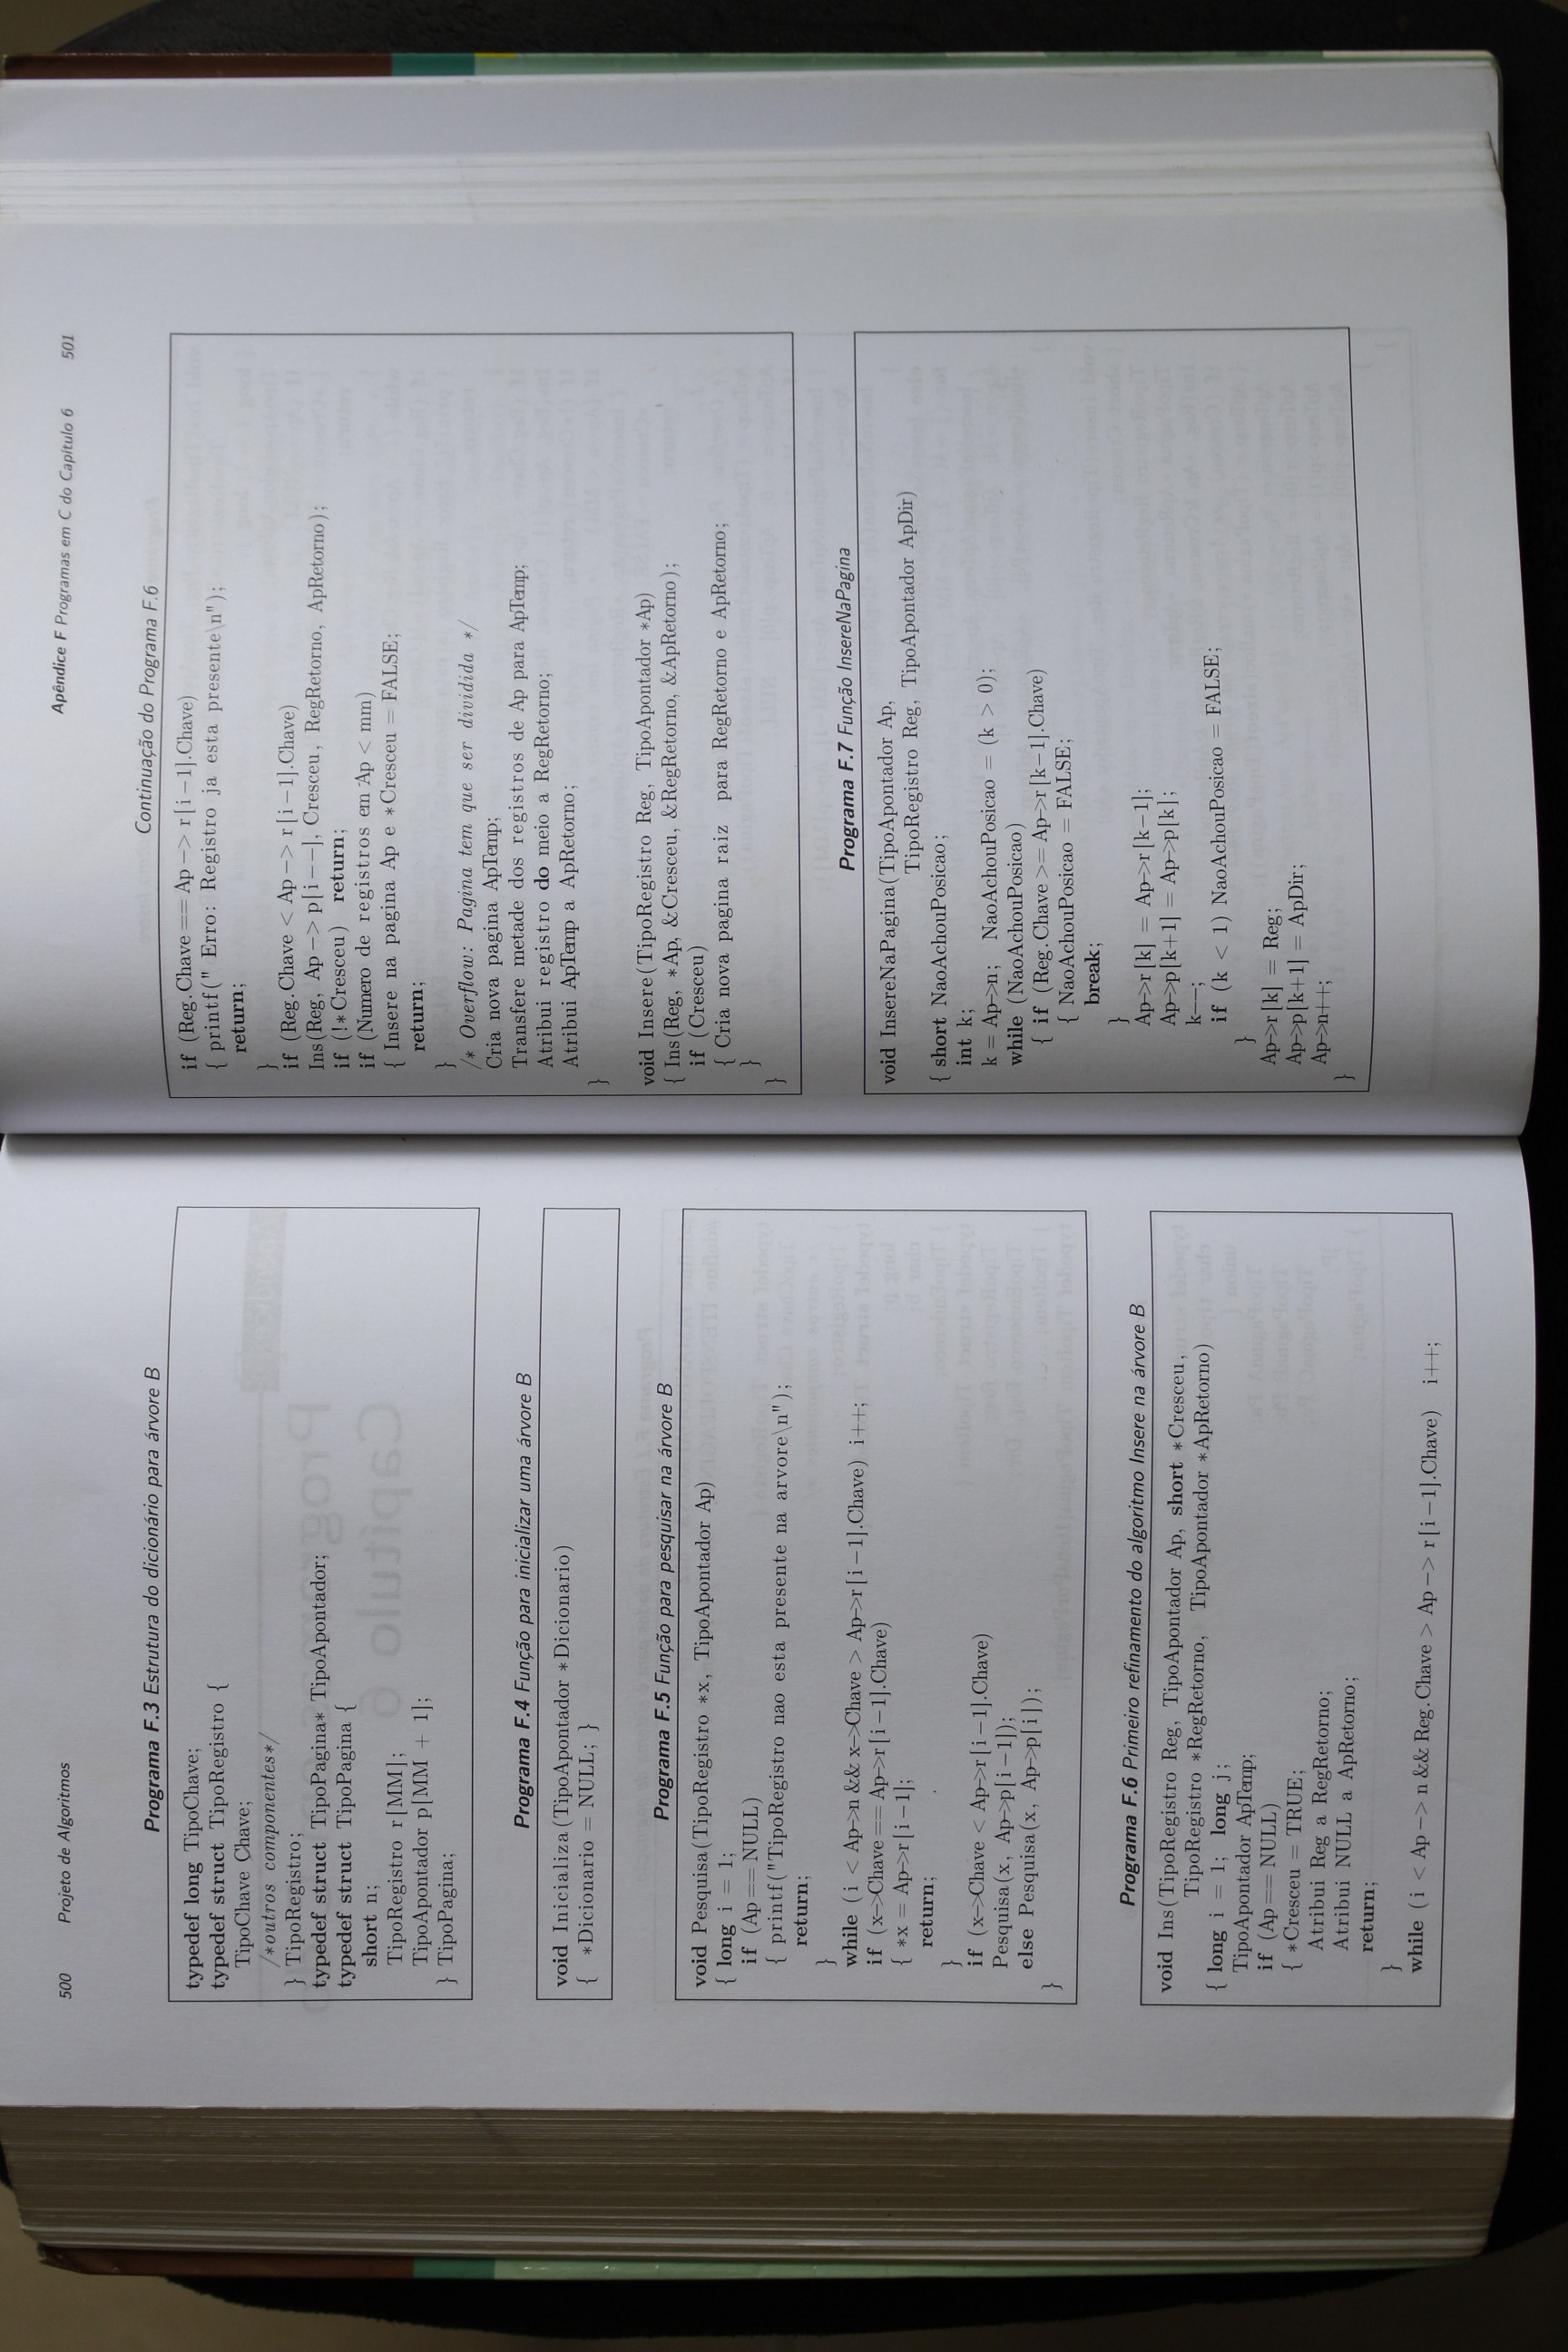 500 Projeto de Algoritmos
Programa F.3 Estrutura do dicionário para árvore B
typedef long TipoChave;
typedef struct TipoRegistro {
TipoChave Chave;
/*outros componentes*/
} TipoRegistro;
typedef struct TipoPagina* TipoApontador;
typedef struct TipoPagina {
short n;
TipoRegistro r[MM];
TipoApontador p[MM + 1];
} TipoPagina;
Programa F.4 Função para inicializar uma árvore B
void Inicializa(TipoApontador *Dicionario)
{ *Dicionario = NULL; }
Programa F.5 Função para pesquisar na árvore B
void Pesquisa(TipoRegistro *x, TipoApontador Ap)
{ long i = 1;
if (Ap == NULL)
{ printf("TipoRegistro nao esta presente na arvore\n");
return;
}
while (i < Ap->n && x->Chave > Ap->r[i-1].Chave) i++;
if (x->Chave == Ap->r[i-1].Chave)
{ *x = Ap->r[i-1];
return;
}
if (x->Chave < Ap->r[i-1].Chave)
Pesquisa(x, Ap->p[i-1]);
else Pesquisa(x, Ap->p[i]);
}
Programa F.6 Primeiro refinamento do algoritmo Insere na árvore B
void Ins(TipoRegistro Reg, TipoApontador Ap, short *Cresceu,
TipoRegistro *RegRetorno, TipoApontador *ApRetorno)
{ long i = 1; long j;
TipoApontador ApTemp;
if (Ap == NULL)
{ *Cresceu = TRUE;
Atribui Reg a RegRetorno;
Atribui NULL a ApRetorno;
return;
}
while (i < Ap -> n && Reg.Chave > Ap -> r[i-1].Chave) i++;
Apêndice F Programas em C do Capítulo 6 501
Continuação do Programa F.6
if (Reg.Chave == Ap -> r[i-1].Chave)
{ printf(" Erro: Registro ja esta presente\n");
return;
}
if (Reg.Chave < Ap -> r[i-1].Chave)
Ins(Reg, Ap -> p[i--], Cresceu, RegRetorno, ApRetorno);
if (!*Cresceu) return;
if (Numero de registros em Ap < mm)
{ Insere na pagina Ap e *Cresceu = FALSE;
return;
}
/* Overflow: Pagina tem que ser dividida */
Cria nova pagina ApTemp;
Transfere metade dos registros de Ap para ApTemp;
Atribui registro do meio a RegRetorno;
Atribui ApTemp a ApRetorno;
}
void Insere(TipoRegistro Reg, TipoApontador *Ap)
{ Ins(Reg, *Ap, &Cresceu, &RegRetorno, &ApRetorno);
if (Cresceu)
{ Cria nova pagina raiz para RegRetorno e ApRetorno;
}
}
Programa F.7 Função InsereNaPagina
void InsereNaPagina(TipoApontador Ap,
TipoRegistro Reg, TipoApontador ApDir)
{ short NaoAchouPosicao;
int k;
k = Ap->n; NaoAchouPosicao = (k > 0);
while (NaoAchouPosicao)
{ if (Reg.Chave >= Ap->r[k-1].Chave)
{ NaoAchouPosicao = FALSE;
break;
}
Ap->r[k] = Ap->r[k-1];
Ap->p[k+1] = Ap->p[k];
k--;
if (k < 1) NaoAchouPosicao = FALSE;
}
Ap->r[k] = Reg;
Ap->p[k+1] = ApDir;
Ap->n++;
}